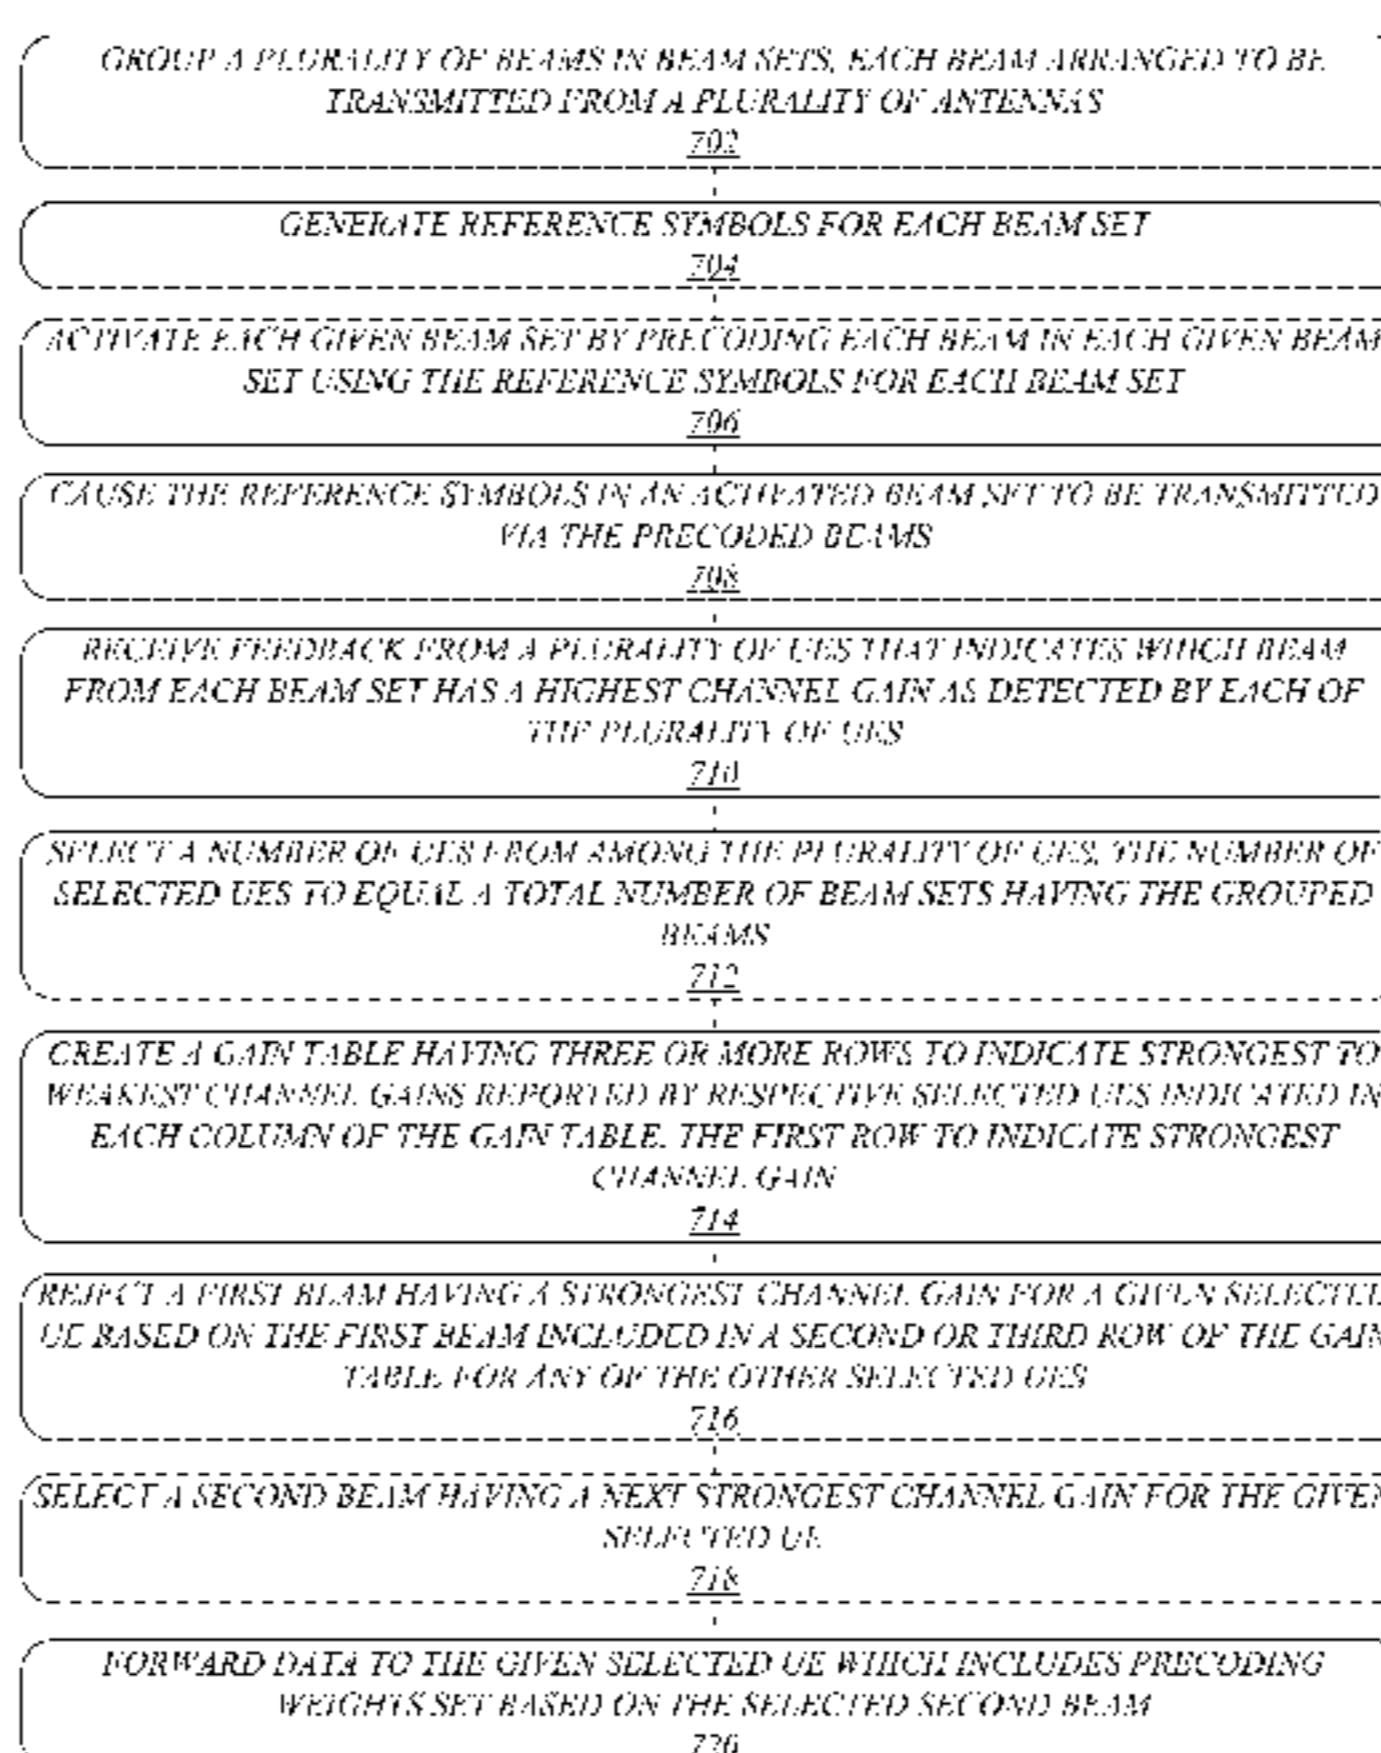 GROUP A PLURALITY OF BEAMS IN BEAM SETS, EACH BEAM ARRANGED TO BE
TRANSMITTED FROM A PLURALITY OF ANTENNAS
702
GENERATE REFERENCE SYMBOLS FOR EACH BEAM SET
704
ACTIVATE EACH GIVEN BEAM SET BY PRECODING EACH BEAM IN EACH GIVEN BEAM
SET USING THE REFERENCE SYMBOLS FOR EACH BEAM SET
706
CAUSE THE REFERENCE SYMBOLS IN AN ACTIVATED BEAM SET TO BE TRANSMITTED
VIA THE PRECODED BEAMS
708
RECEIVE FEEDBACK FROM A PLURALITY OF UES THAT INDICATES WHICH BEAM
FROM EACH BEAM SET HAS A HIGHEST CHANNEL GAIN AS DETECTED BY EACH OF
THE PLURALITY OF UES
710
SELECT A NUMBER OF UES FROM AMONG THE PLURALITY OF UES, THE NUMBER OF
SELECTED UES TO EQUAL A TOTAL NUMBER OF BEAM SETS HAVING THE GROUPED
BEAMS
712
CREATE A GAIN TABLE HAVING THREE OR MORE ROWS TO INDICATE STRONGEST TO
WEAKEST CHANNEL GAINS REPORTED BY RESPECTIVE SELECTED UES INDICATED IN
EACH COLUMN OF THE GAIN TABLE, THE FIRST ROW TO INDICATE STRONGEST
CHANNEL GAIN
714
REJECT A FIRST BEAM HAVING A STRONGEST CHANNEL GAIN FOR A GIVEN SELECTED
UE BASED ON THE FIRST BEAM INCLUDED IN A SECOND OR THIRD ROW OF THE GAIN
TABLE FOR ANY OF THE OTHER SELECTED UES
716
SELECT A SECOND BEAM HAVING A NEXT STRONGEST CHANNEL GAIN FOR THE GIVEN
SELECTED UE
718
FORWARD DATA TO THE GIVEN SELECTED UE WHICH INCLUDES PRECODING
WEIGHTS SET BASED ON THE SELECTED SECOND BEAM
720